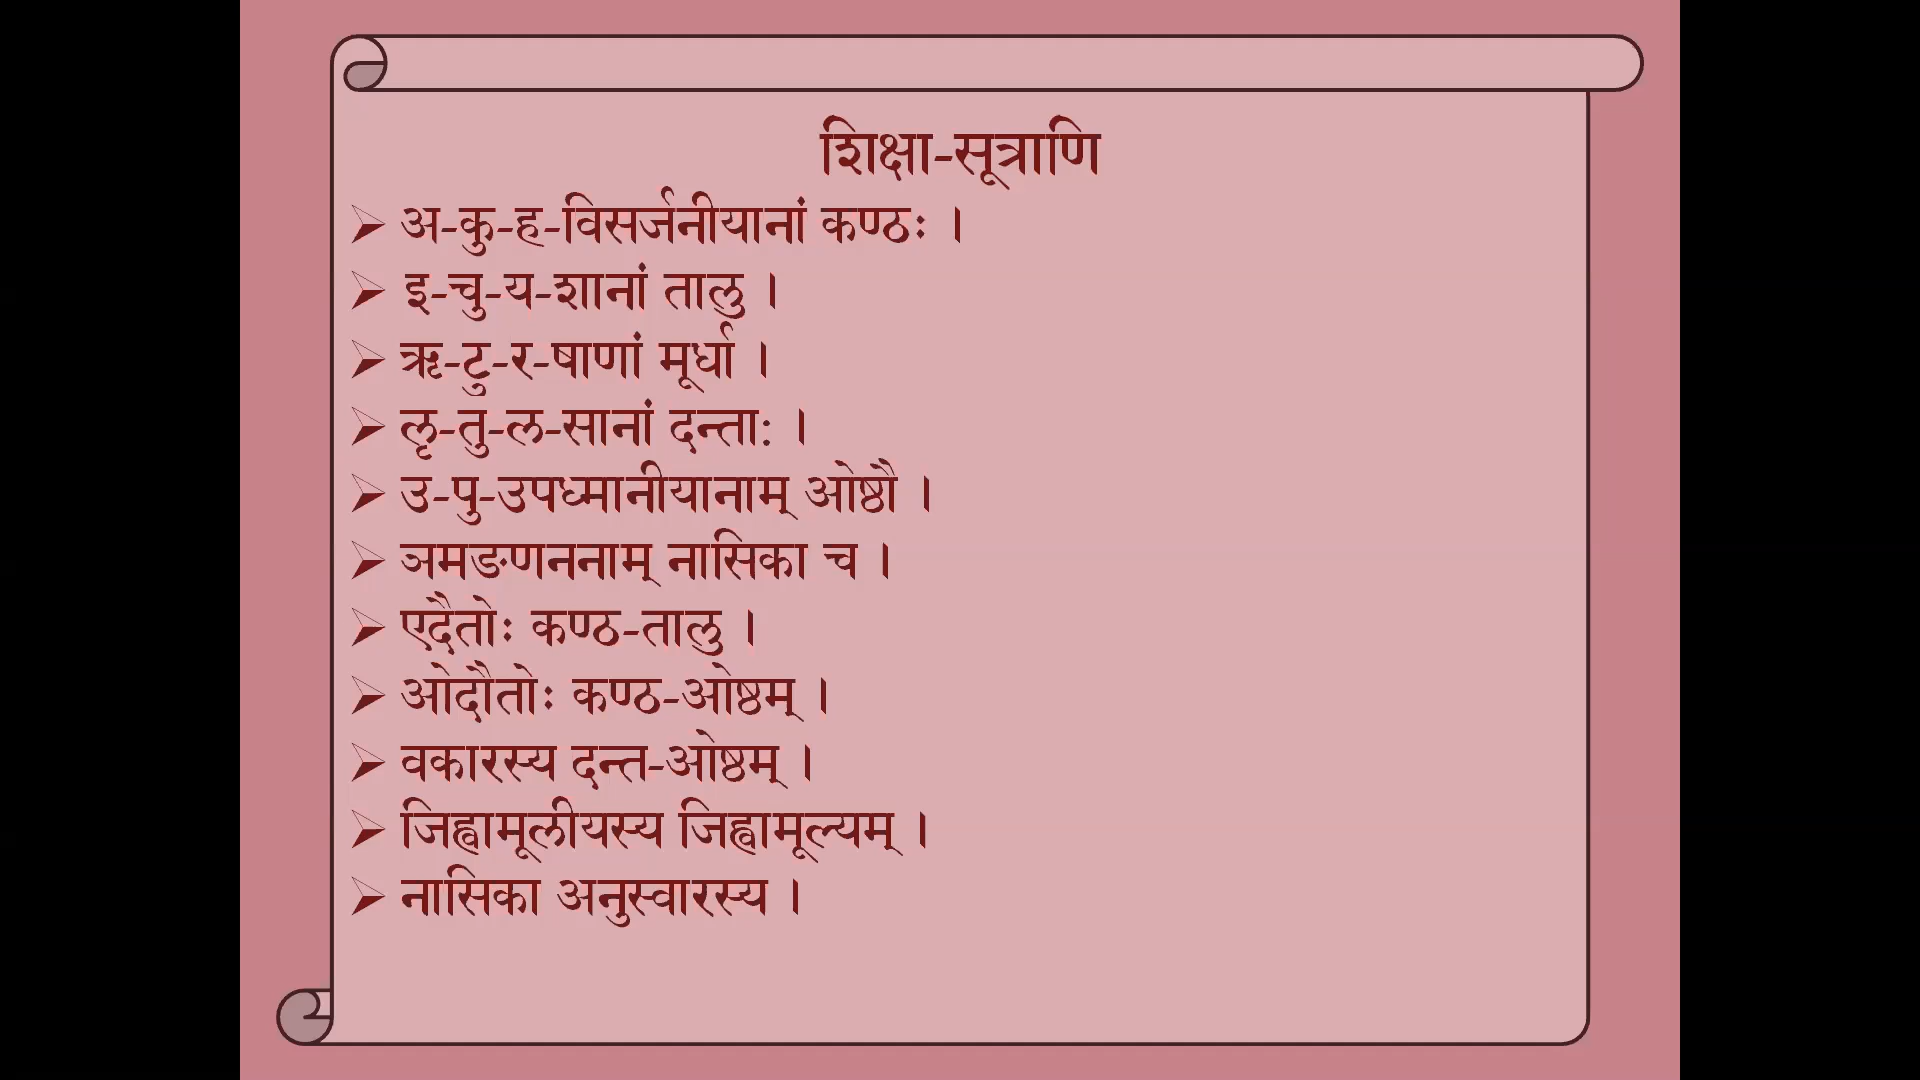 शिक्षा-सूत्राणि
अ-कु-ह-विसर्जनीयानां कण्ठः ।
इ-चु-य-शानां तालु ।
ऋ-टु-र-षाणां मूर्धा ।
लृ-तु-ल-सानां दन्ता: ।
उ-पु-उपध्मानीयानाम् ओष्ठौ ।
ञमङणननाम् नासिका च ।
एदैतोः कण्ठ-तालु ।
ओदौतोः कण्ठ-ओष्ठम् ।
वकारस्य दन्त-ओष्ठम् ।
जिह्वामूलीयस्य जिह्वामूल्यम् ।
नासिका अनुस्वारस्य ।